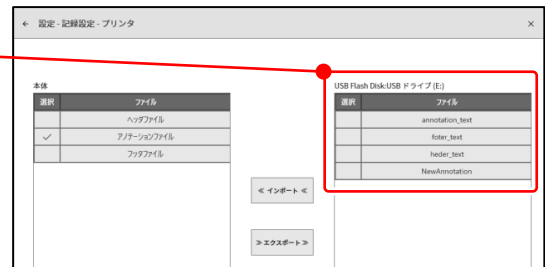 ← 設定 - 記録設定 - プリンタ ×
本体
選択 ファイル
ヘッダファイル
✓ アノテーションファイル
フッダファイル
≪ インポート ≪
≫ エクスポート ≫
USB Flash Disk:USB ドライブ (E:)
選択 ファイル
annotation_text
foter_text
heder_text
NewAnnotation